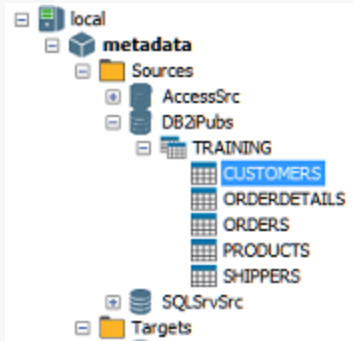 local
metadata
Sources
AccessSrc
DB2iPubs
TRAINING
CUSTOMERS
ORDERDETAILS
ORDERS
PRODUCTS
SHIPPERS
SQLSrvSrc
Targets